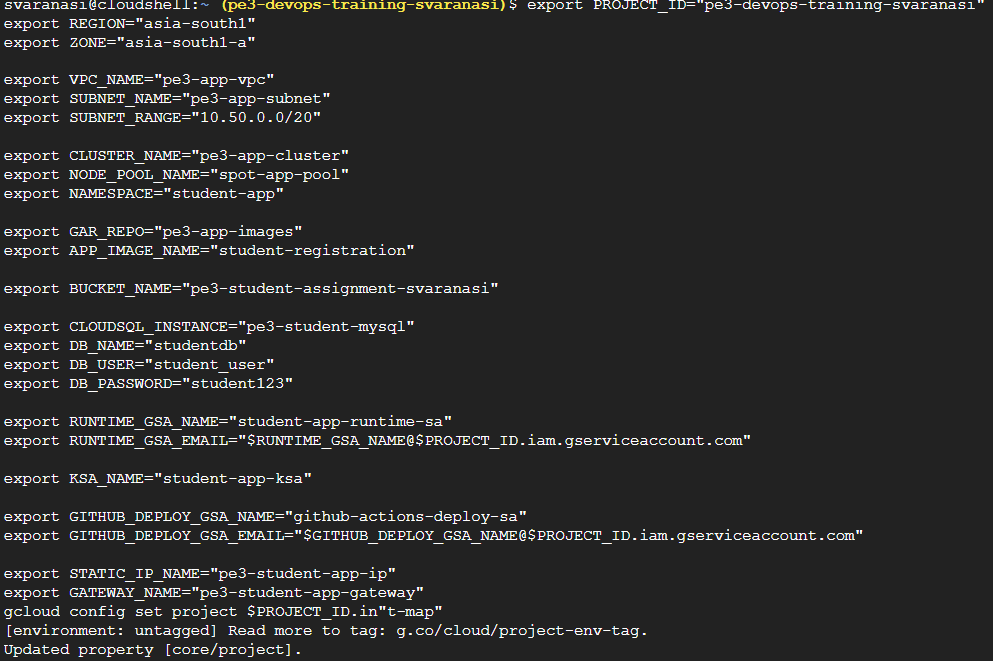 svaranasi@cloudshell:~ (pe3-devops-training-svaranasi)$ export PROJECT_ID="pe3-devops-training-svaranasi"
export REGION="asia-south1"
export ZONE="asia-south1-a"
export VPC_NAME="pe3-app-vpc"
export SUBNET_NAME="pe3-app-subnet"
export SUBNET_RANGE="10.50.0.0/20"
export CLUSTER_NAME="pe3-app-cluster"
export NODE_POOL_NAME="spot-app-pool"
export NAMESPACE="student-app"
export GAR_REPO="pe3-app-images"
export APP_IMAGE_NAME="student-registration"
export BUCKET_NAME="pe3-student-assignment-svaranasi"
export CLOUDSQL_INSTANCE="pe3-student-mysql"
export DB_NAME="studentdb"
export DB_USER="student_user"
export DB_PASSWORD="student123"
export RUNTIME_GSA_NAME="student-app-runtime-sa"
export RUNTIME_GSA_EMAIL="$RUNTIME_GSA_NAME@$PROJECT_ID.iam.gserviceaccount.com"
export KSA_NAME="student-app-ksa"
export GITHUB_DEPLOY_GSA_NAME="github-actions-deploy-sa"
export GITHUB_DEPLOY_GSA_EMAIL="$GITHUB_DEPLOY_GSA_NAME@$PROJECT_ID.iam.gserviceaccount.com"
export STATIC_IP_NAME="pe3-student-app-ip"
export GATEWAY_NAME="pe3-student-app-gateway"
gcloud config set project $PROJECT_ID.in"t-map"
[environment: untagged] Read more to tag: g.co/cloud/project-env-tag.
Updated property [core/project].